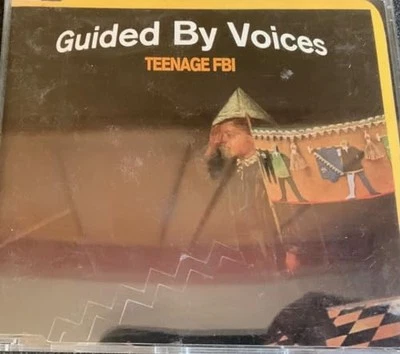 Guided By Voices
TEENAGE FBI